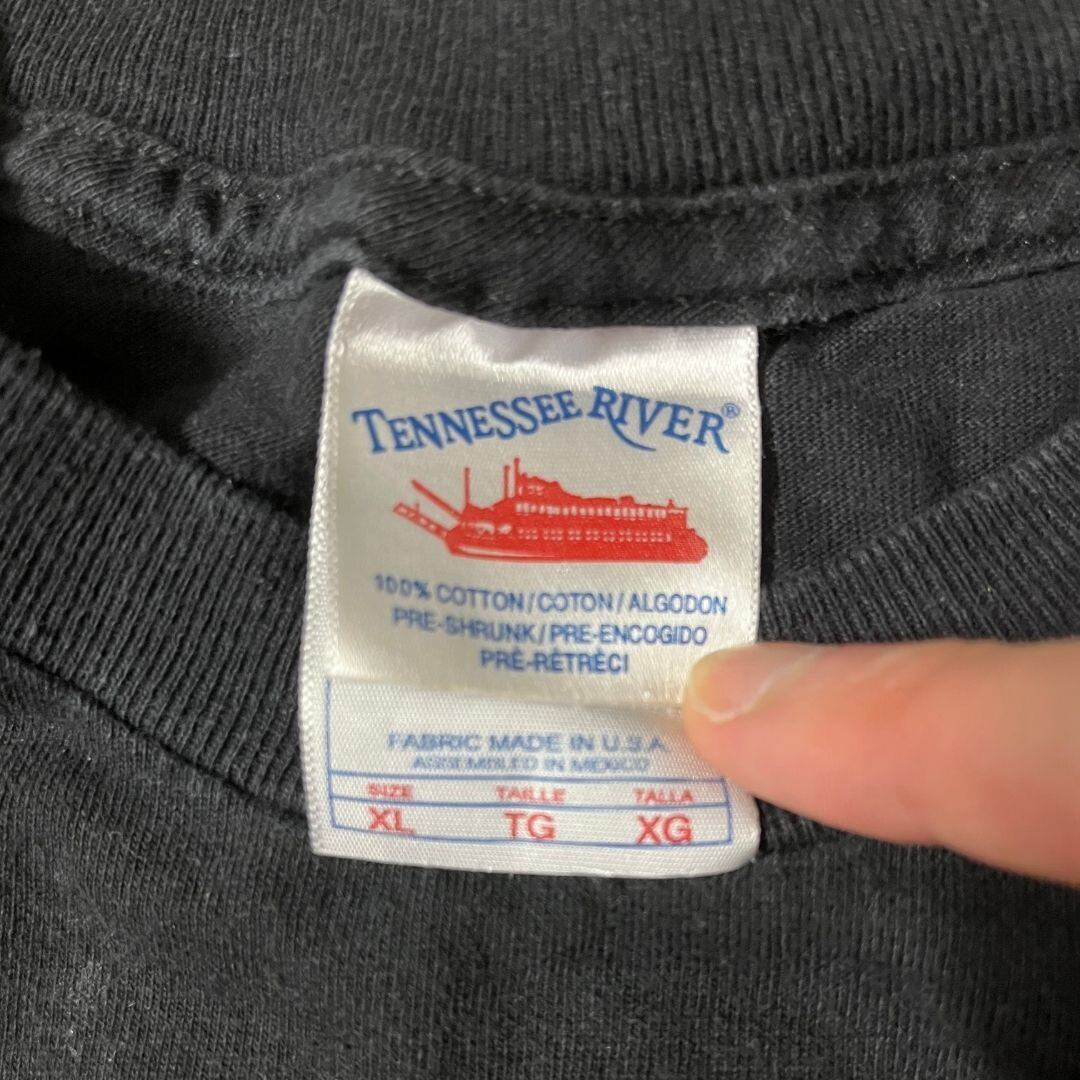 TENNESSEE RIVER®
100% COTTON/COTON/ALGODON
PRE-SHRUNK/PRE-ENCOGIDO
PRÉ-RÉTRÉCI
FABRIC MADE IN U.S.A.
ASSEMBLED IN MEXICO
SIZE TAILLE TALLA
XL TG XG